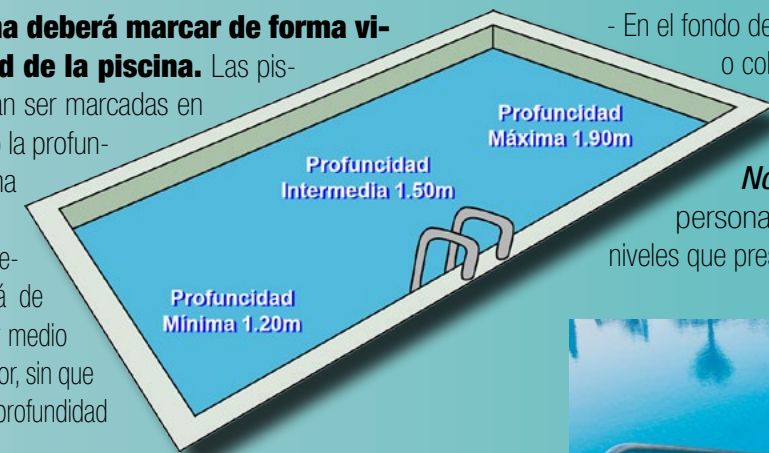 na deberá marcar de forma vi-
d de la piscina. Las pis-
an ser marcadas en
o la profun-
na
e-
á de
medio
or, sin que
profundidad
Profuncidad
Máxima 1.90m
Profuncidad
Intermedia 1.50m
Profuncidad
Mínima 1.20m
- En el fondo de
o col
No
persona
niveles que pres